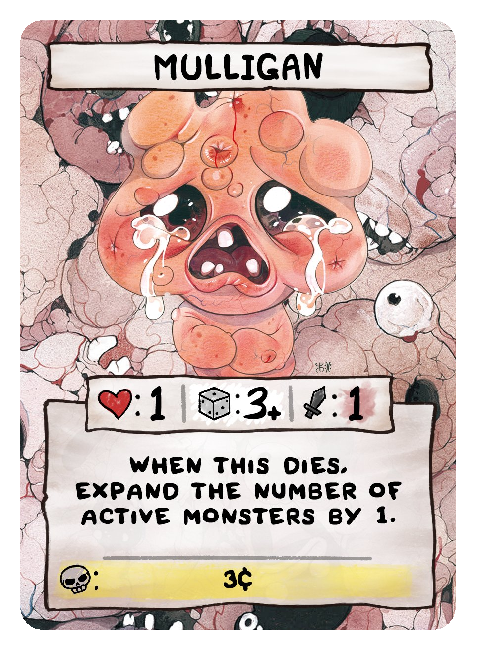 MULLIGAN
:1 :3+ :1
WHEN THIS DIES,
EXPAND THE NUMBER OF
ACTIVE MONSTERS BY 1.
: 3¢